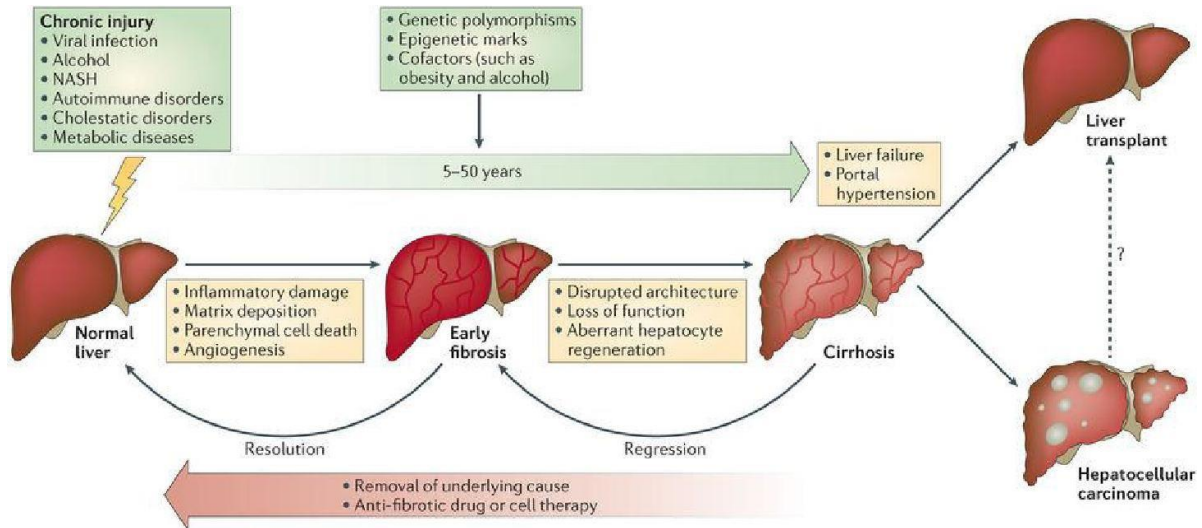 Chronic injury
• Viral infection
• Alcohol
• NASH
• Autoimmune disorders
• Cholestatic disorders
• Metabolic diseases
• Genetic polymorphisms
• Epigenetic marks
• Cofactors (such as
obesity and alcohol)
5–50 years
• Liver failure
• Portal
hypertension
Liver
transplant
Normal
liver
• Inflammatory damage
• Matrix deposition
• Parenchymal cell death
• Angiogenesis
Early
fibrosis
• Disrupted architecture
• Loss of function
• Aberrant hepatocyte
regeneration
Cirrhosis
?
Hepatocellular
carcinoma
Resolution
Regression
• Removal of underlying cause
• Anti-fibrotic drug or cell therapy